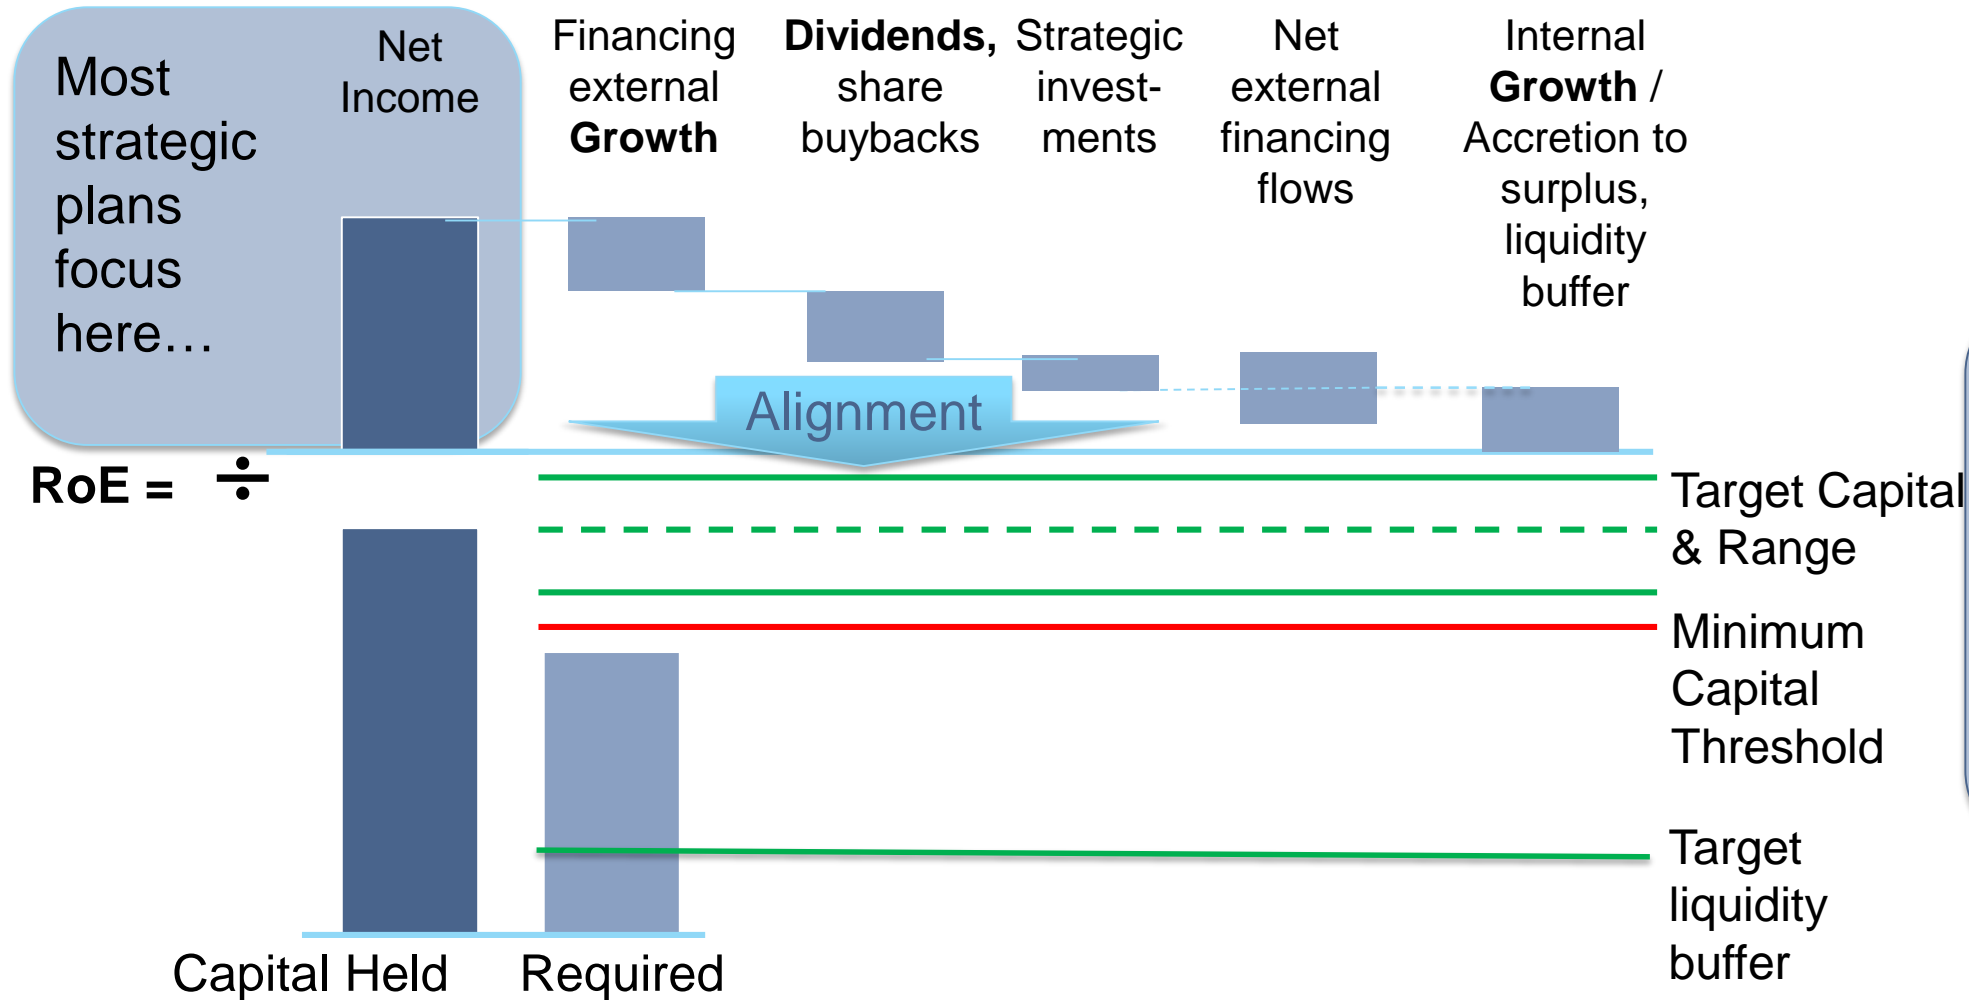 Most
strategic
plans
focus
here…
Net
Income
Financing
external
Growth
Dividends,
share
buybacks
Strategic
invest-
ments
Net
external
financing
flows
Internal
Growth /
Accretion to
surplus,
liquidity
buffer
Alignment
RoE = ÷
Target Capital
& Range
Minimum
Capital
Threshold
Target
liquidity
buffer
Capital Held
Required